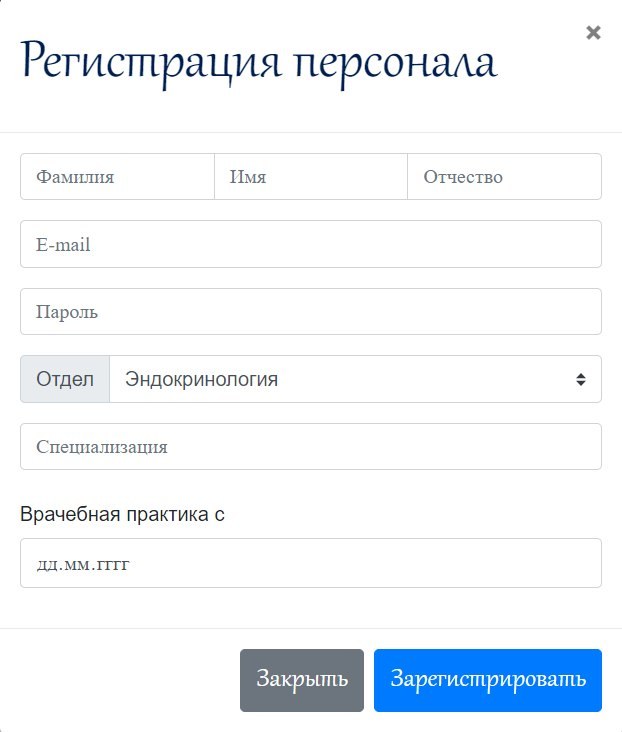 Регистрация персонала
×
Фамилия Имя Отчество
E-mail
Пароль
Отдел Эндокринология
Специализация
Врачебная практика с
дд.мм.гггг
Закрыть Зарегистрировать